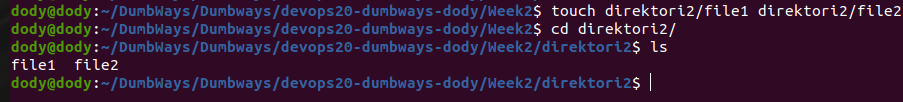 dody@dody:~/DumbWays/Dumbways/devops20-dumbways-dody/Week2$ touch direktori2/file1 direktori2/file2
dody@dody:~/DumbWays/Dumbways/devops20-dumbways-dody/Week2$ cd direktori2/
dody@dody:~/DumbWays/Dumbways/devops20-dumbways-dody/Week2/direktori2$ ls
file1  file2
dody@dody:~/DumbWays/Dumbways/devops20-dumbways-dody/Week2/direktori2$